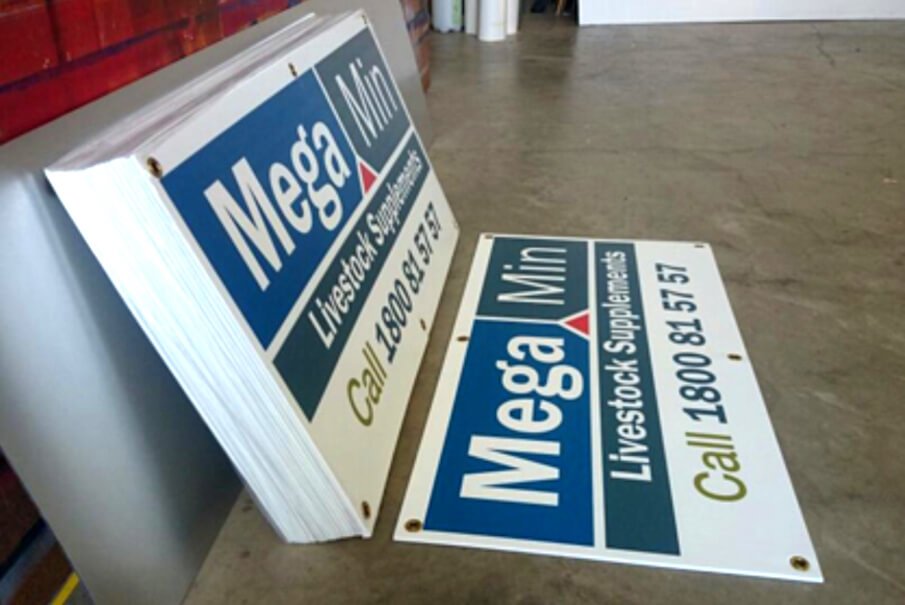 Mega Min
Livestock Supplements
Call 1800 81 57 57
Mega Min
Livestock Supplements
Call 1800 81 57 57